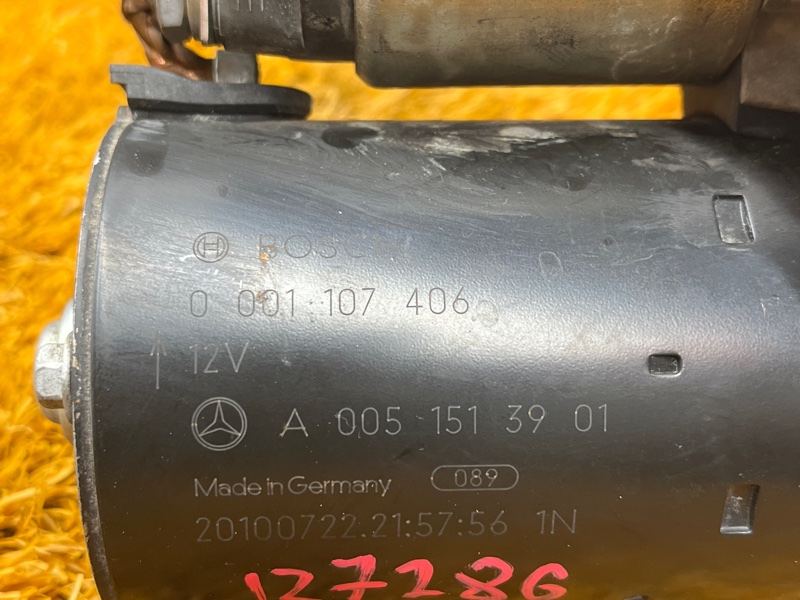 BOSCH
0 001 107 406
12V
A 005 151 39 01
Made in Germany 089
20100722.21:57:56 1N
127286